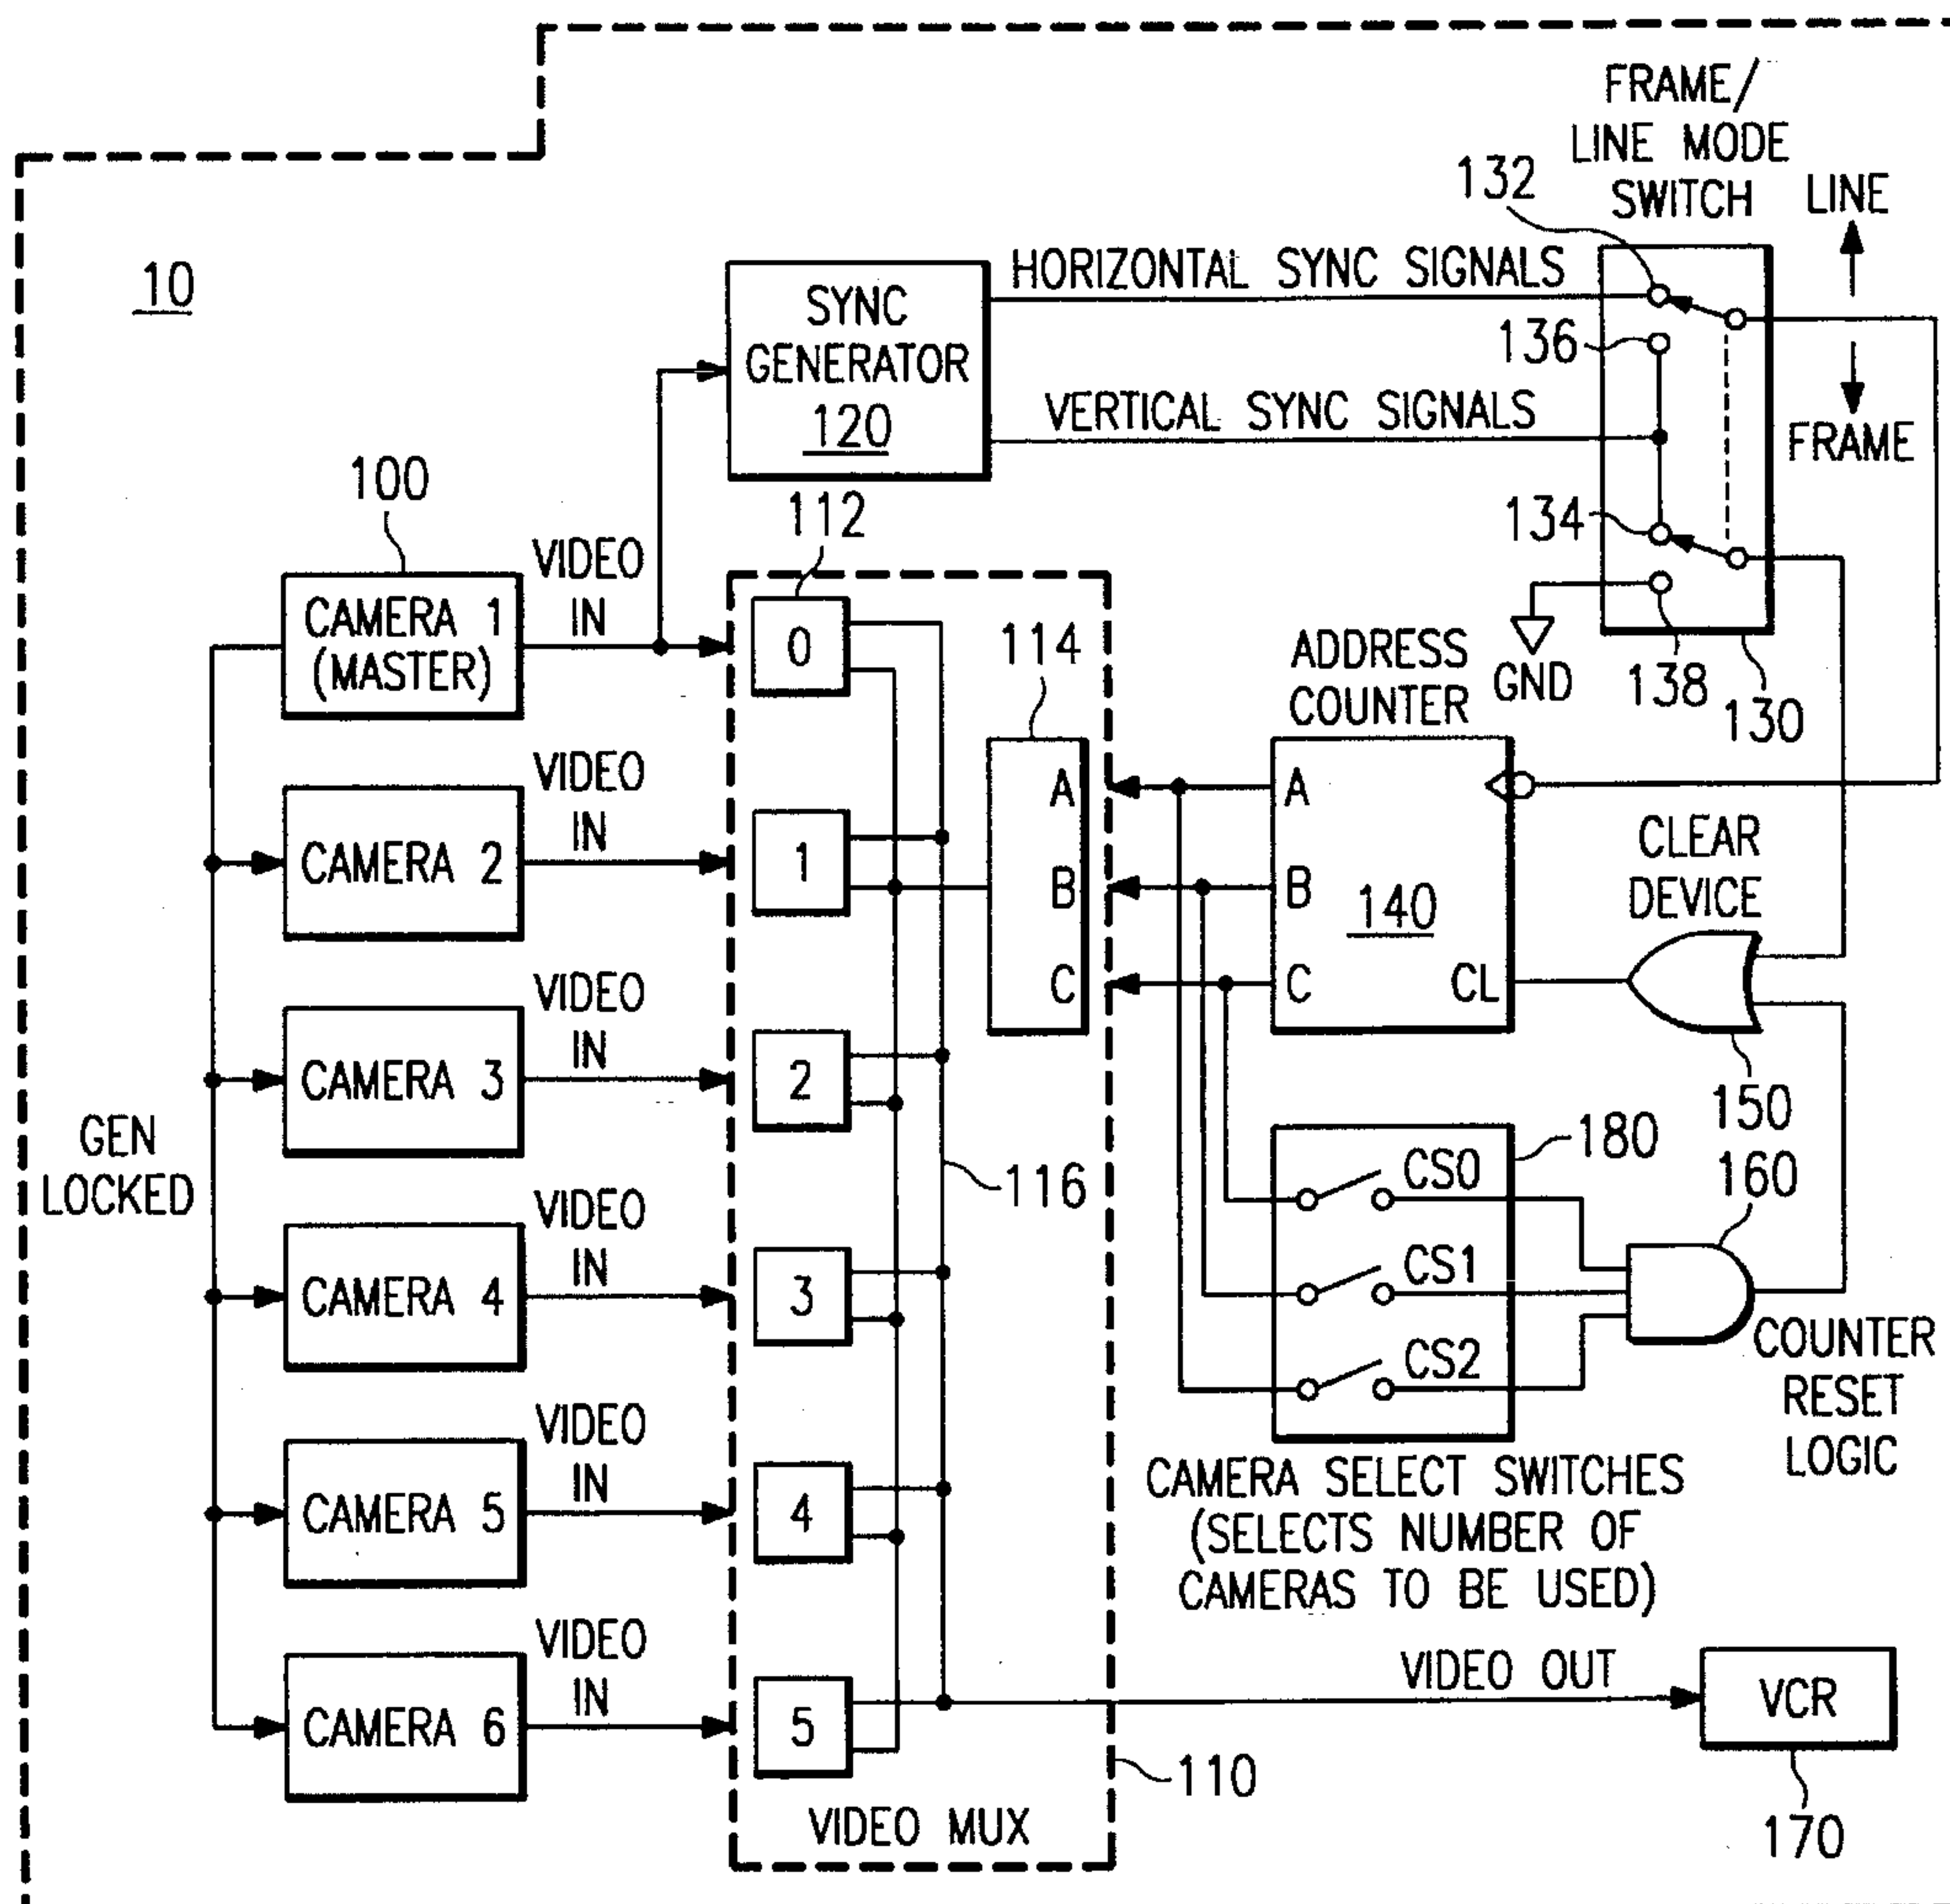 FRAME/
LINE MODE
SWITCH
LINE
FRAME
132
136
134
138
130
GND
10
HORIZONTAL SYNC SIGNALS
VERTICAL SYNC SIGNALS
SYNC
GENERATOR
120
100
112
114
116
110
CAMERA 1
(MASTER)
VIDEO
IN
CAMERA 2
VIDEO
IN
CAMERA 3
VIDEO
IN
CAMERA 4
VIDEO
IN
CAMERA 5
VIDEO
IN
CAMERA 6
VIDEO
IN
GEN
LOCKED
0
1
2
3
4
5
A
B
C
VIDEO MUX
ADDRESS
COUNTER
A
B
C
140
CL
CLEAR
DEVICE
150
160
180
CS0
CS1
CS2
COUNTER
RESET
LOGIC
CAMERA SELECT SWITCHES
(SELECTS NUMBER OF
CAMERAS TO BE USED)
VIDEO OUT
VCR
170